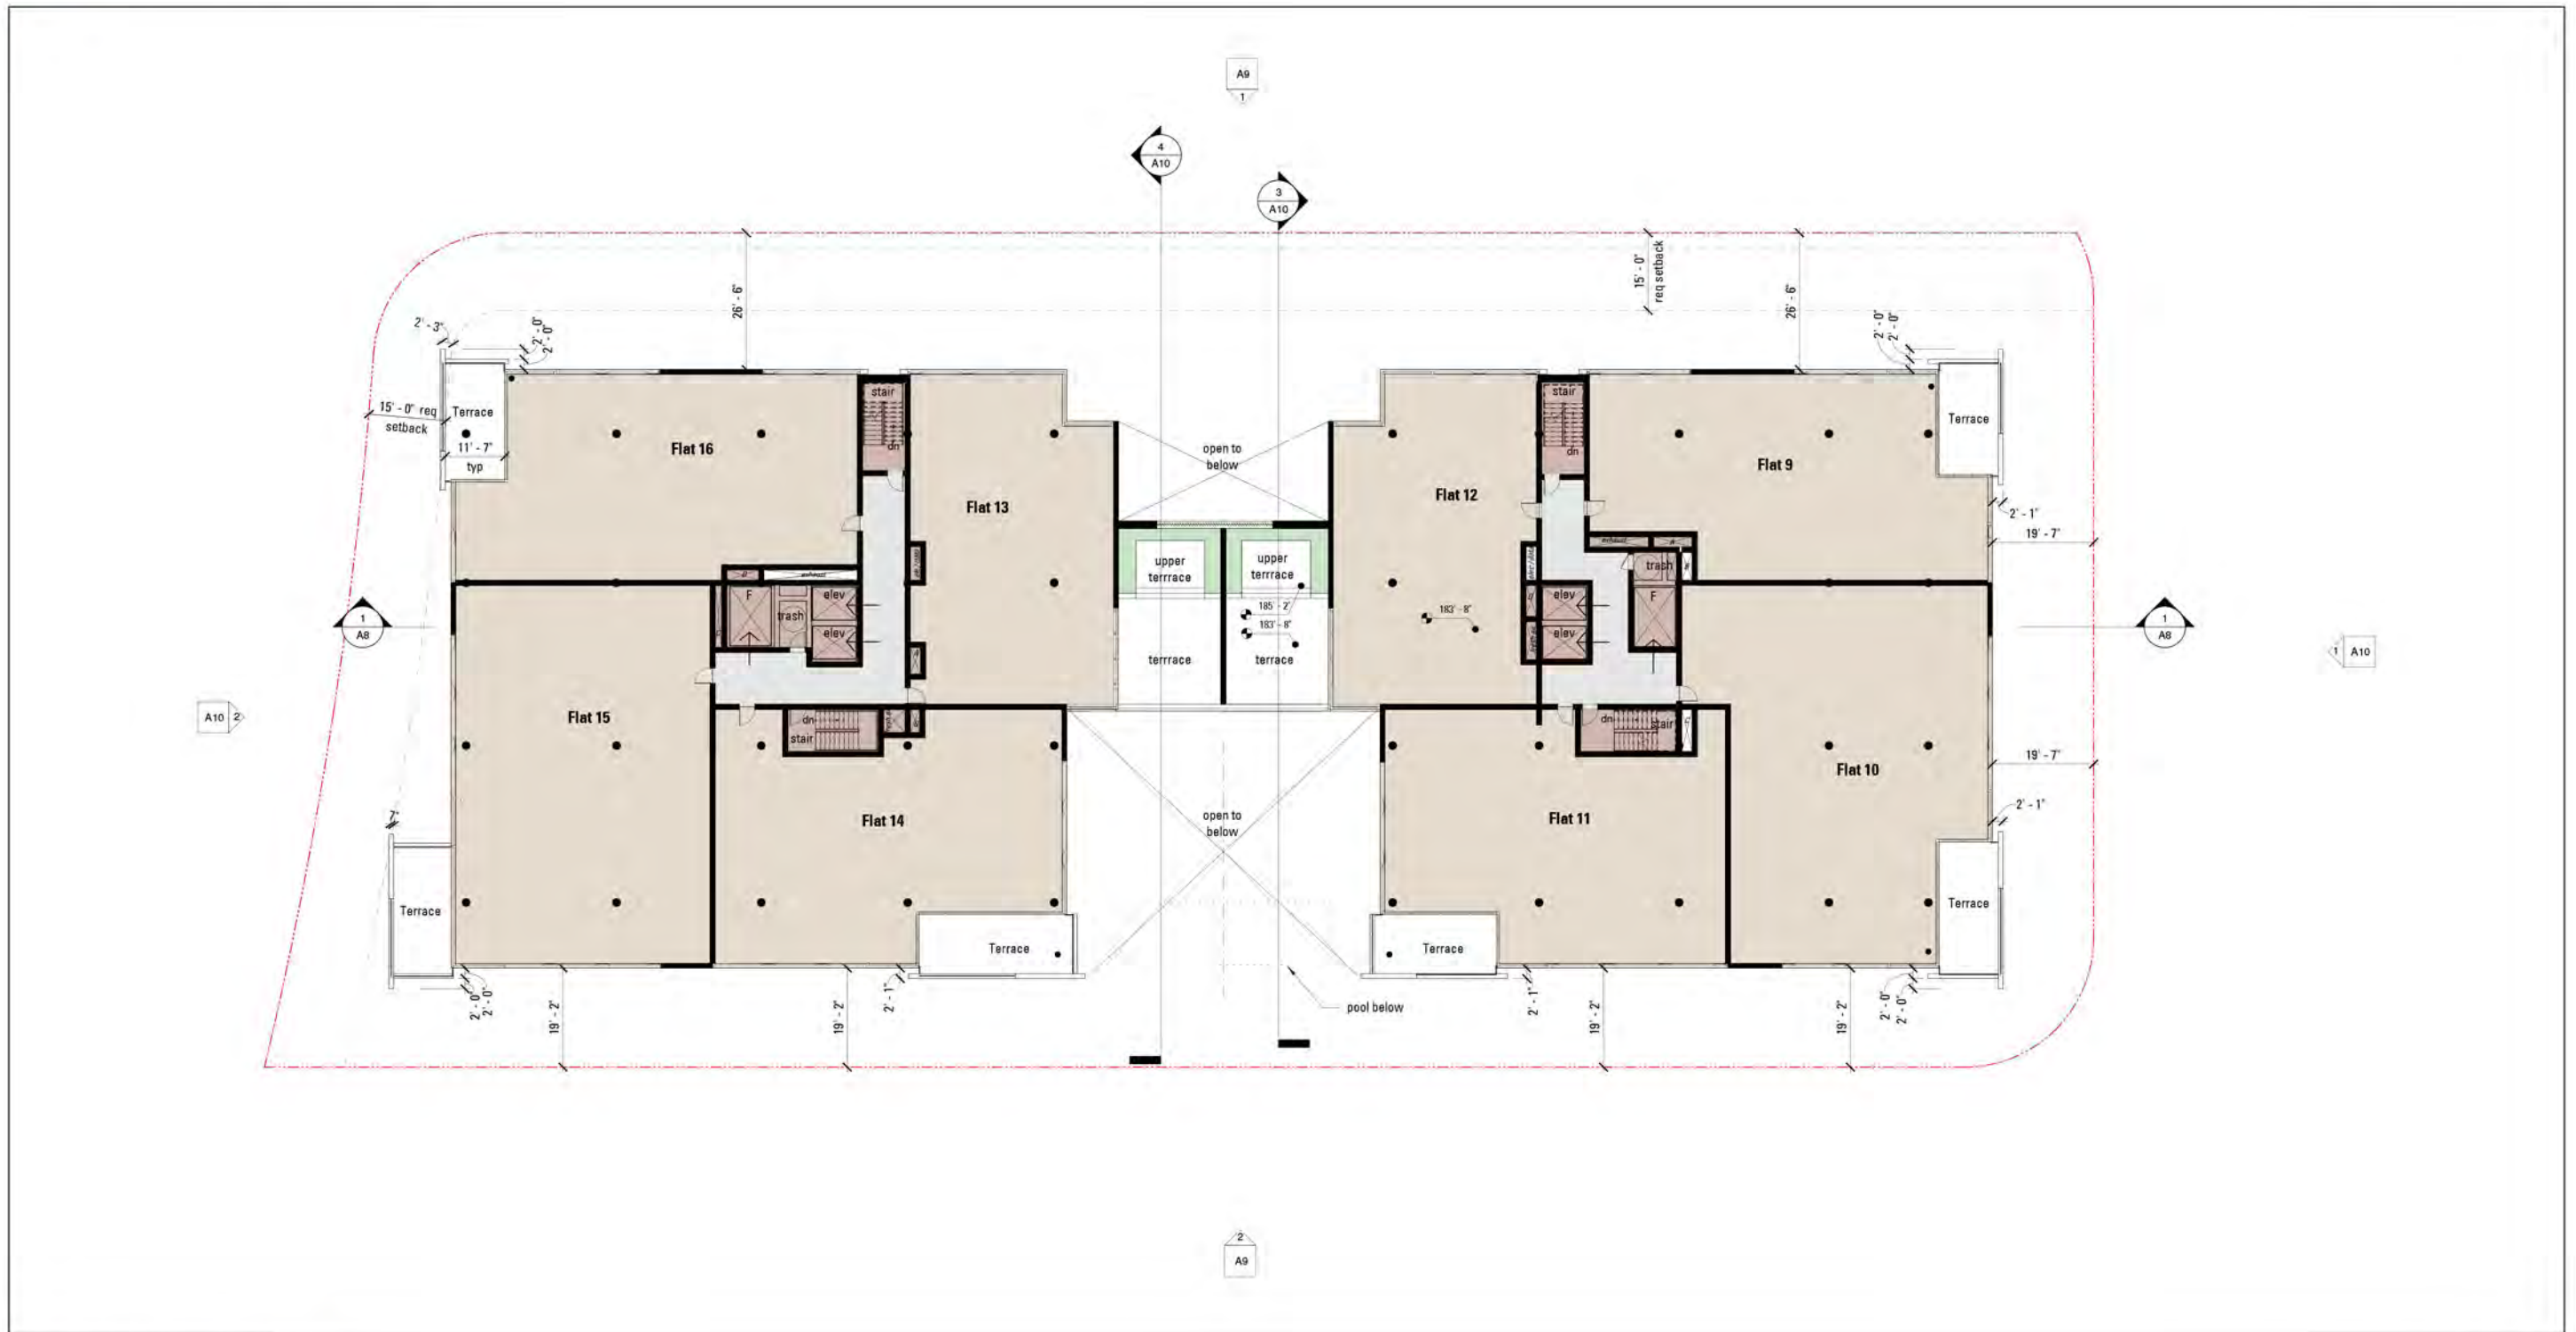 A9
1
4
A10
3
A10
26' - 6"
15' - 0"
req setback
26' - 6"
2' - 3"
2' - 0"
2' - 0"
2' - 0"
2' - 0"
15' - 0" req
setback
Terrace
11' - 7"
typ
Flat 16
stair
dn
Flat 13
open to
below
Flat 12
stair
dn
Flat 9
Terrace
2' - 1"
19' - 7"
exhaust
upper
terrrace
upper
terrrace
exhaust
trash
F
elev
trash
elev
185' - 2"
183' - 8"
183' - 8"
elev
elev
F
1
A8
1
A8
terrrace
terrace
1
A10
A10
2
Flat 15
dn
stair
dn
stair
19' - 7"
Flat 10
2' - 1"
7"
Flat 14
open to
below
Flat 11
Terrace
Terrace
Terrace
Terrace
2' - 0"
2' - 0"
19' - 2"
19' - 2"
2' - 1"
pool below
2' - 1"
19' - 2"
19' - 2"
2' - 0"
2' - 0"
2
A9